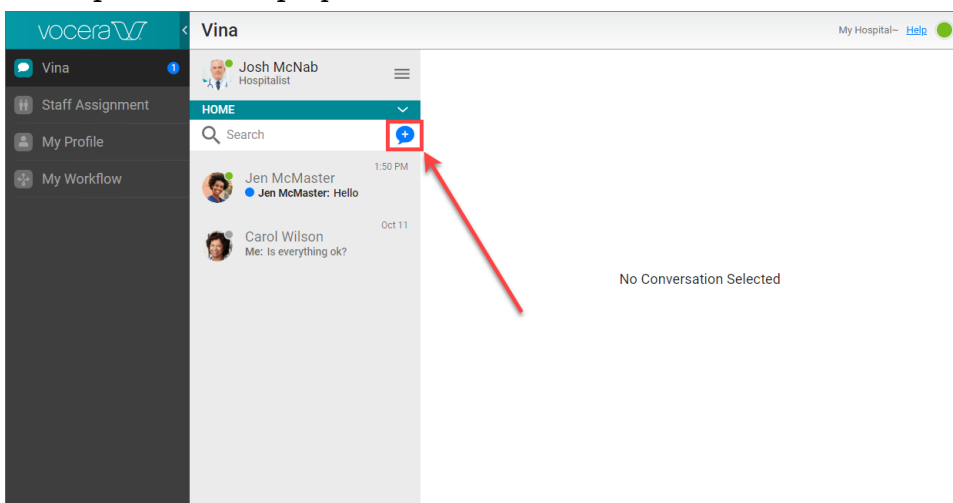 vocera
Vina
My Hospital~ Help
Vina 1
Staff Assignment
My Profile
My Workflow
Josh McNab
Hospitalist
HOME
Search
1:50 PM
Jen McMaster
Jen McMaster: Hello
Oct 11
Carol Wilson
Me: Is everything ok?
No Conversation Selected